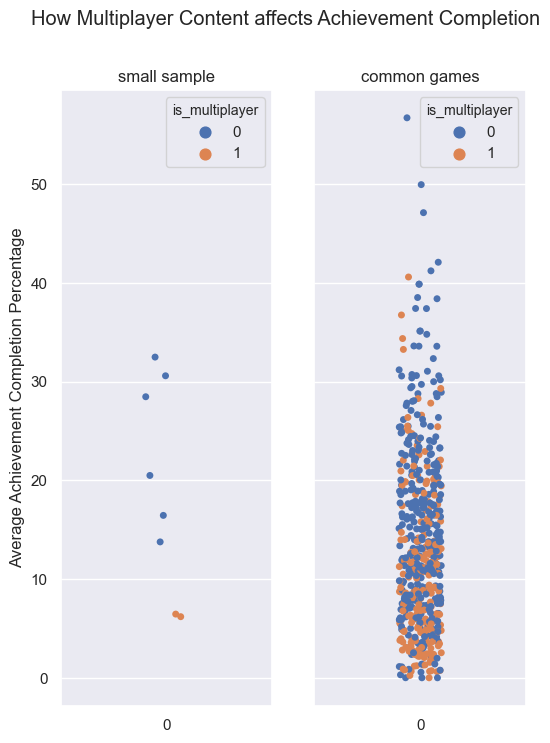 How Multiplayer Content affects Achievement Completion
small sample
common games
is_multiplayer
0
1
is_multiplayer
0
1
Average Achievement Completion Percentage
50
40
30
20
10
0
0
0